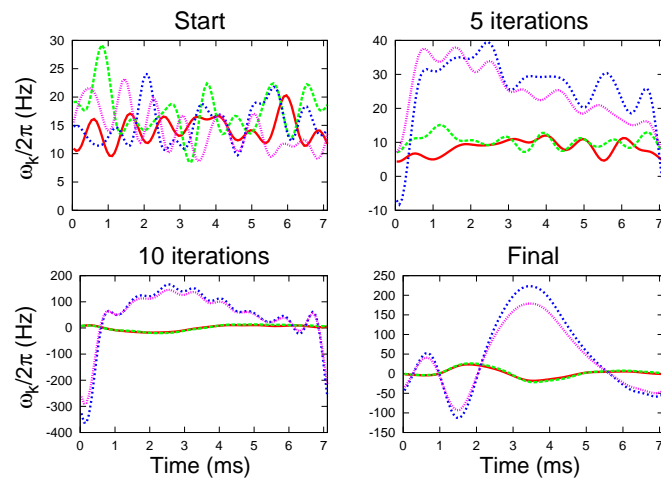 Start
5 iterations
ωk/2π (Hz)
30
25
20
15
10
5
0
0 1 2 3 4 5 6 7
40
30
20
10
0
-10
0 1 2 3 4 5 6 7
10 iterations
Final
ωk/2π (Hz)
200
100
0
-100
-200
-300
-400
0 1 2 3 4 5 6 7
Time (ms)
250
200
150
100
50
0
-50
-100
-150
0 1 2 3 4 5 6 7
Time (ms)